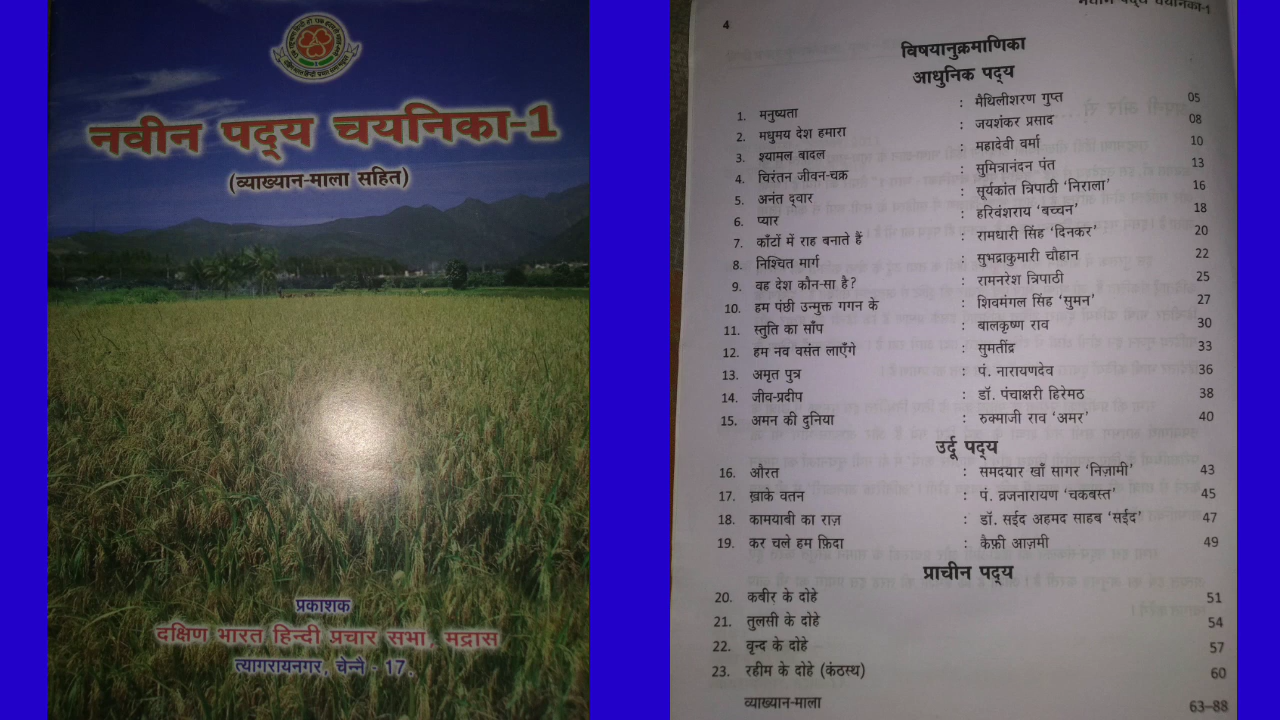 नवीन पद्य चयनिका-1
(व्याख्यान-माला सहित)
प्रकाशक
दक्षिण भारत हिन्दी प्रचार सभा, मद्रास
त्यागरायनगर, चेन्नै - 17.
4
नवीन पद्य चयनिका-1
विषयानुक्रमाणिका
आधुनिक पद्य
1. मनुष्यता : मैथिलीशरण गुप्त 05
2. मधुमय देश हमारा : जयशंकर प्रसाद 08
3. श्यामल बादल : महादेवी वर्मा 10
4. चिरंतन जीवन-चक्र : सुमित्रानंदन पंत 13
5. अनंत द्वार : सूर्यकांत त्रिपाठी 'निराला' 16
6. प्यार : हरिवंशराय 'बच्चन' 18
7. काँटों में राह बनाते हैं : रामधारी सिंह 'दिनकर' 20
8. निश्चित मार्ग : सुभद्राकुमारी चौहान 22
9. वह देश कौन-सा है? : रामनरेश त्रिपाठी 25
10. हम पंछी उन्मुक्त गगन के : शिवमंगल सिंह 'सुमन' 27
11. स्तुति का साँप : बालकृष्ण राव 30
12. हम नव वसंत लाएँगे : सुमतींद्र 33
13. अमृत पुत्र : पं. नारायणदेव 36
14. जीव-प्रदीप : डॉ. पंचाक्षरी हिरेमठ 38
15. अमन की दुनिया : रुक्माजी राव 'अमर' 40
उर्दू पद्य
16. औरत : समदयार खाँ सागर 'निज़ामी' 43
17. ख़ाके वतन : पं. व्रजनारायण 'चकबस्त' 45
18. कामयाबी का राज़ : डॉ. सईद अहमद साहब 'सईद' 47
19. कर चले हम फ़िदा : कैफ़ी आज़मी 49
प्राचीन पद्य
20. कबीर के दोहे 51
21. तुलसी के दोहे 54
22. वृन्द के दोहे 57
23. रहीम के दोहे (कंठस्थ) 60
व्याख्यान-माला 63–88